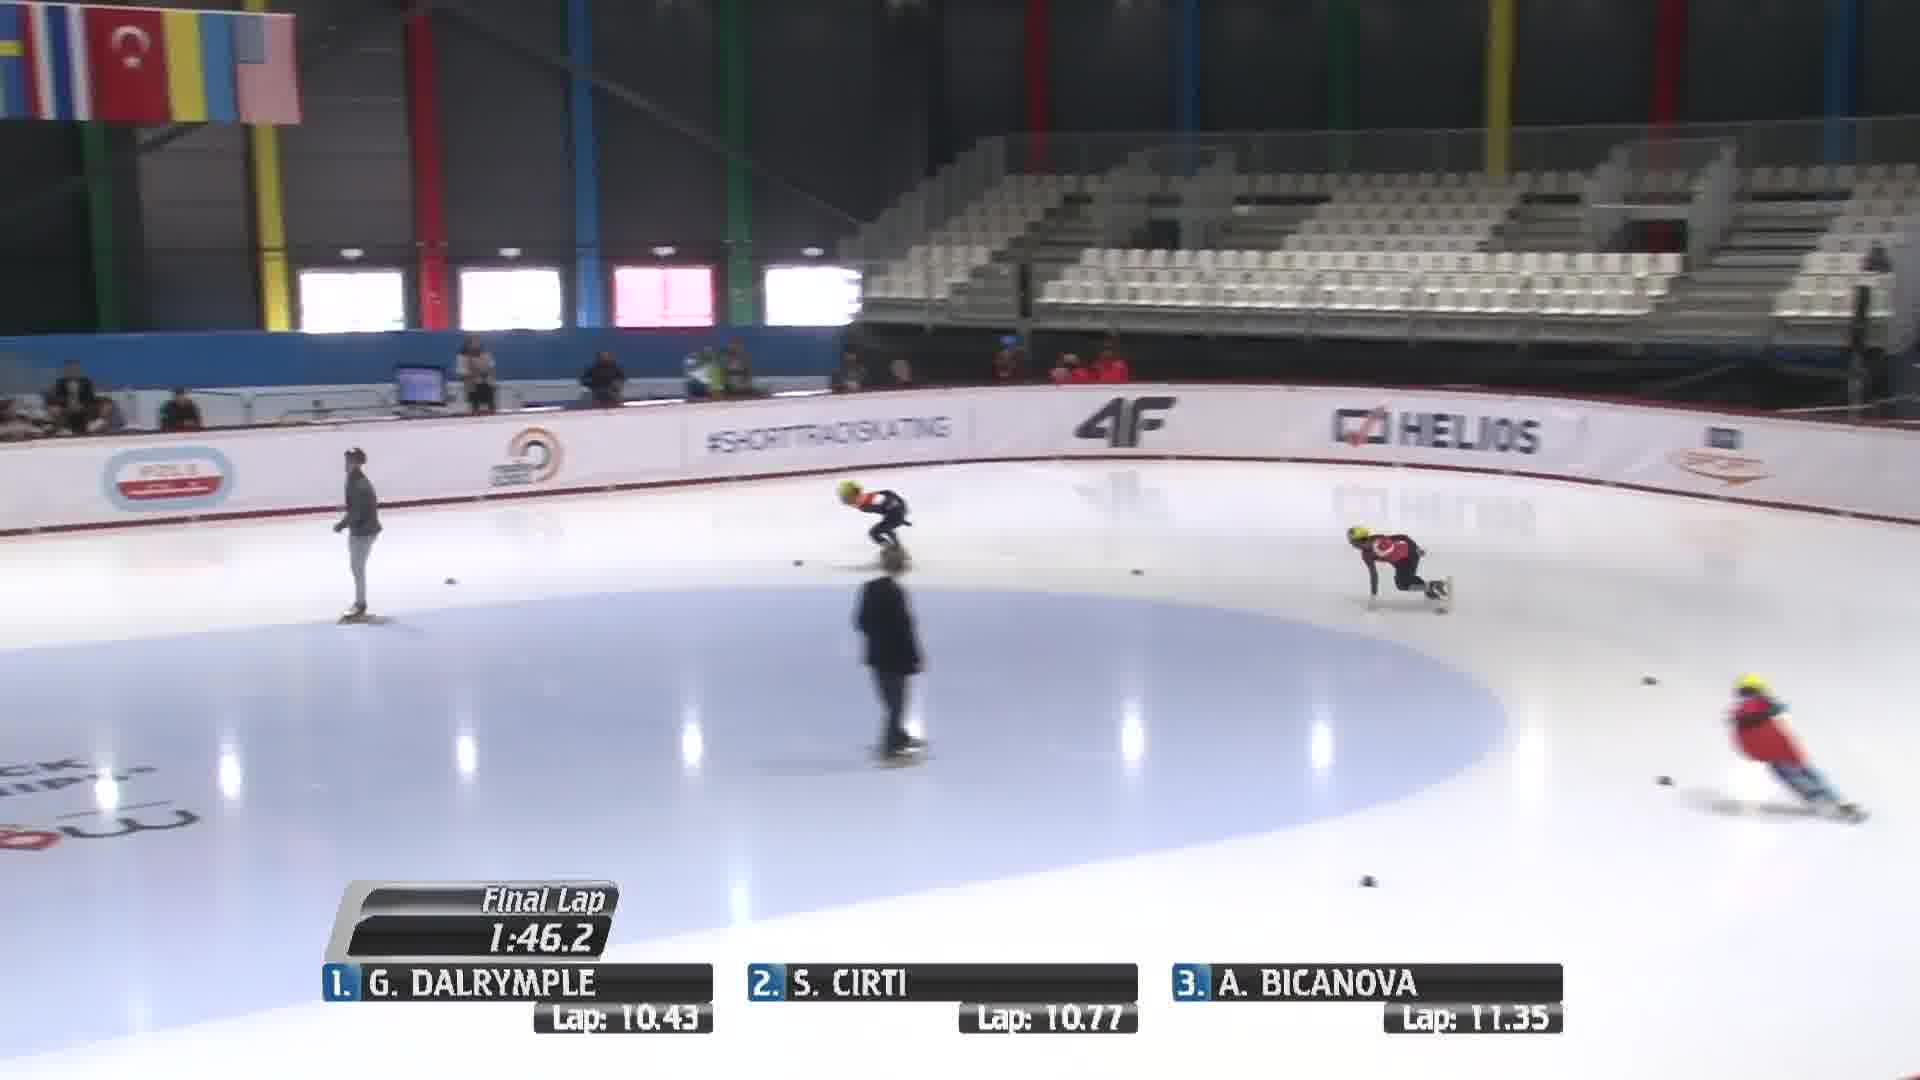 #SHORTTRACKSKATING
4F
HELIOS
Final Lap
1:46.2
1. G. DALRYMPLE
Lap: 10.43
2. S. CIRTI
Lap: 10.77
3. A. BICANOVA
Lap: 11.35